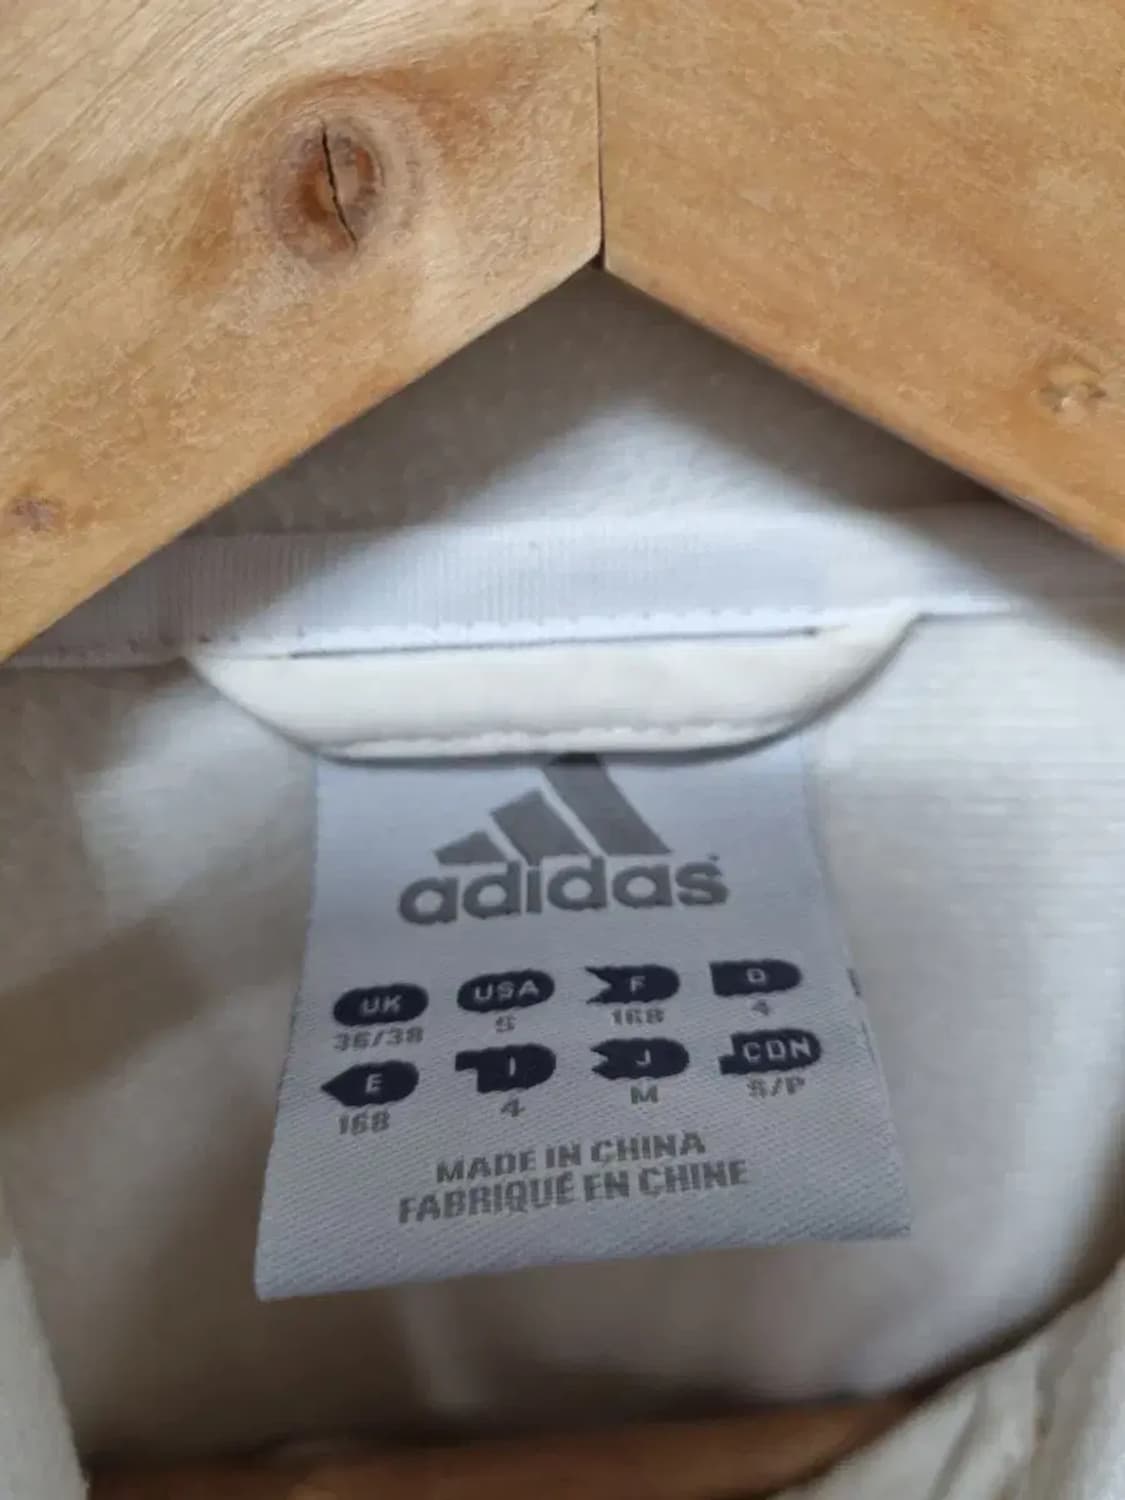 adidas
UK USA F D
36/38 S 168 4
E I J CDN
168 4 M S/P
MADE IN CHINA
FABRIQUÉ EN CHINE